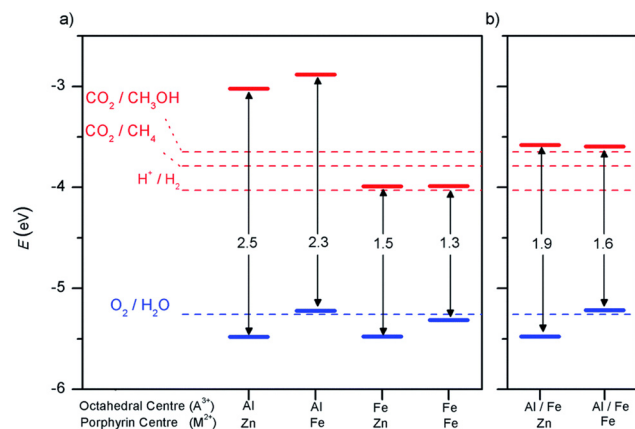 a)
b)
-3
-4
-5
-6
E (eV)
CO₂ / CH₃OH
CO₂ / CH₄
H⁺ / H₂
O₂ / H₂O
2.5
2.3
1.5
1.3
1.9
1.6
Octahedral Centre (A³⁺) Al Al Fe Fe Al / Fe Al / Fe
Porphyrin Centre (M²⁺) Zn Fe Zn Fe Zn Fe